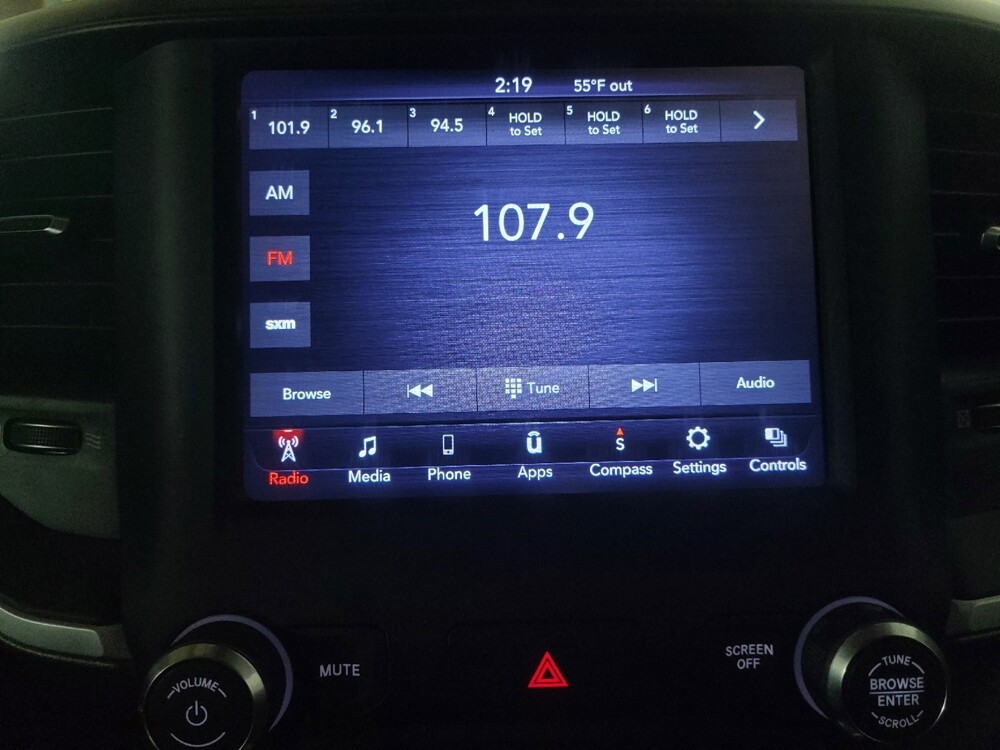 2:19 55°F out
1 101.9 2 96.1 3 94.5 4 HOLD to Set 5 HOLD to Set 6 HOLD to Set
AM
107.9
FM
sxm
Browse Tune Audio
S
Radio Media Phone Apps Compass Settings Controls
VOLUME
MUTE
SCREEN
OFF
TUNE
BROWSE
ENTER
SCROLL